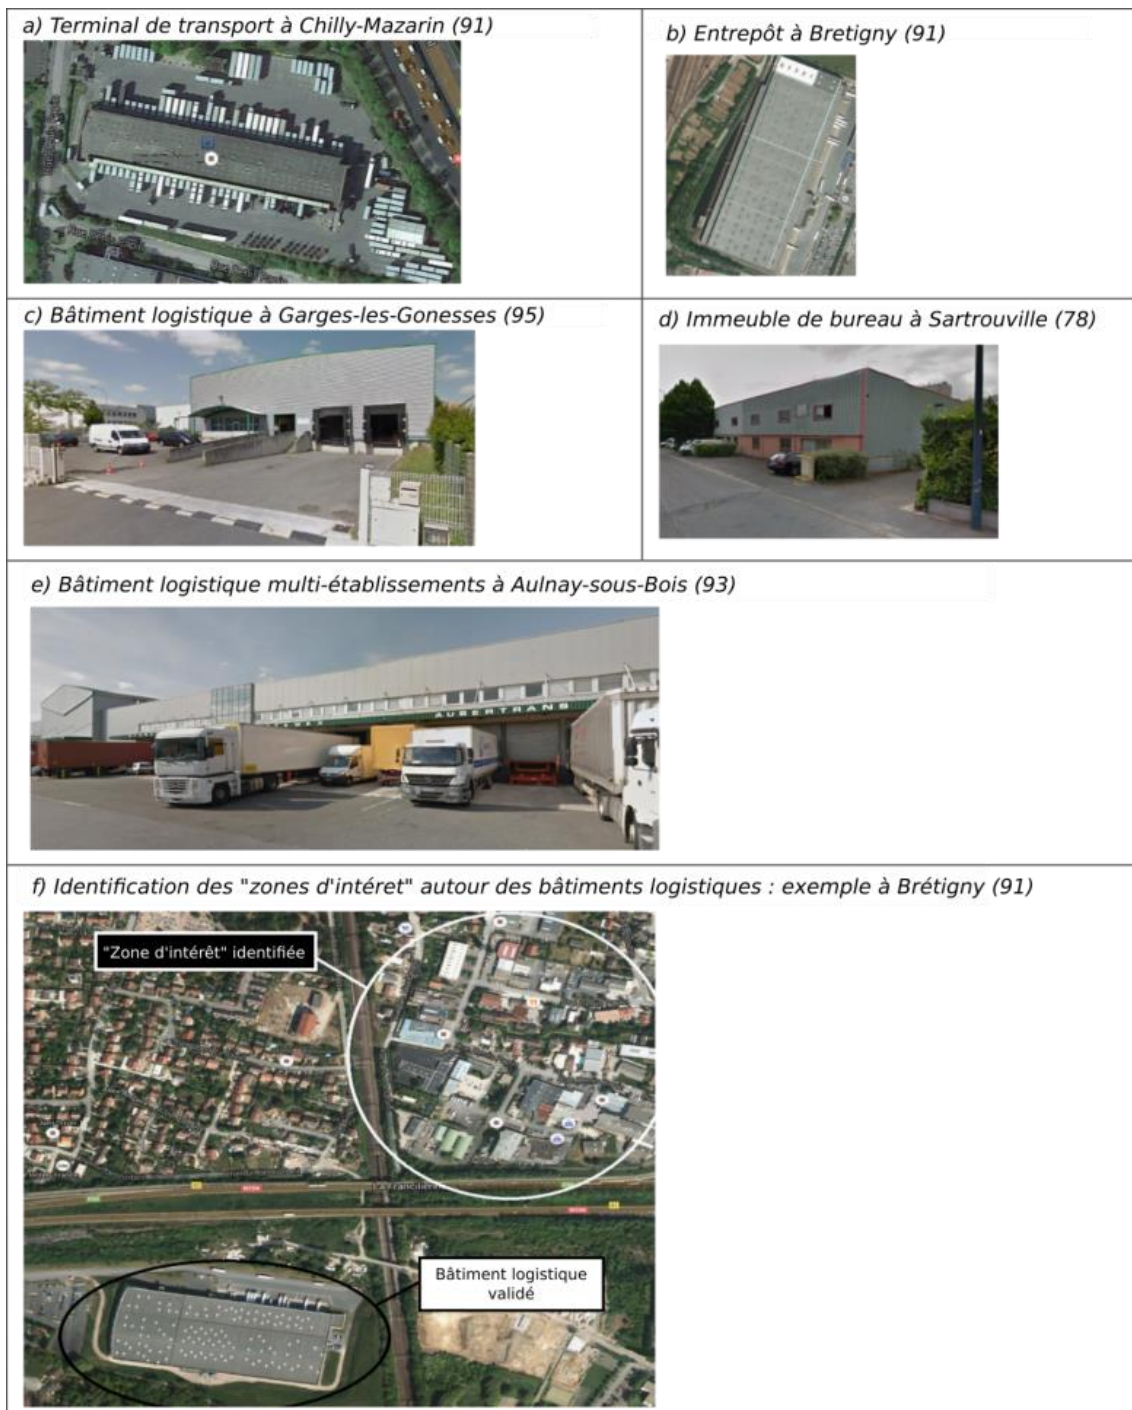 a) Terminal de transport à Chilly-Mazarin (91)
b) Entrepôt à Bretigny (91)
c) Bâtiment logistique à Garges-les-Gonesses (95)
d) Immeuble de bureau à Sartrouville (78)
e) Bâtiment logistique multi-établissements à Aulnay-sous-Bois (93)
AUBERTRANS
f) Identification des "zones d'intéret" autour des bâtiments logistiques : exemple à Brétigny (91)
"Zone d'intérêt" identifiée
La Francilienne
Bâtiment logistique
validé